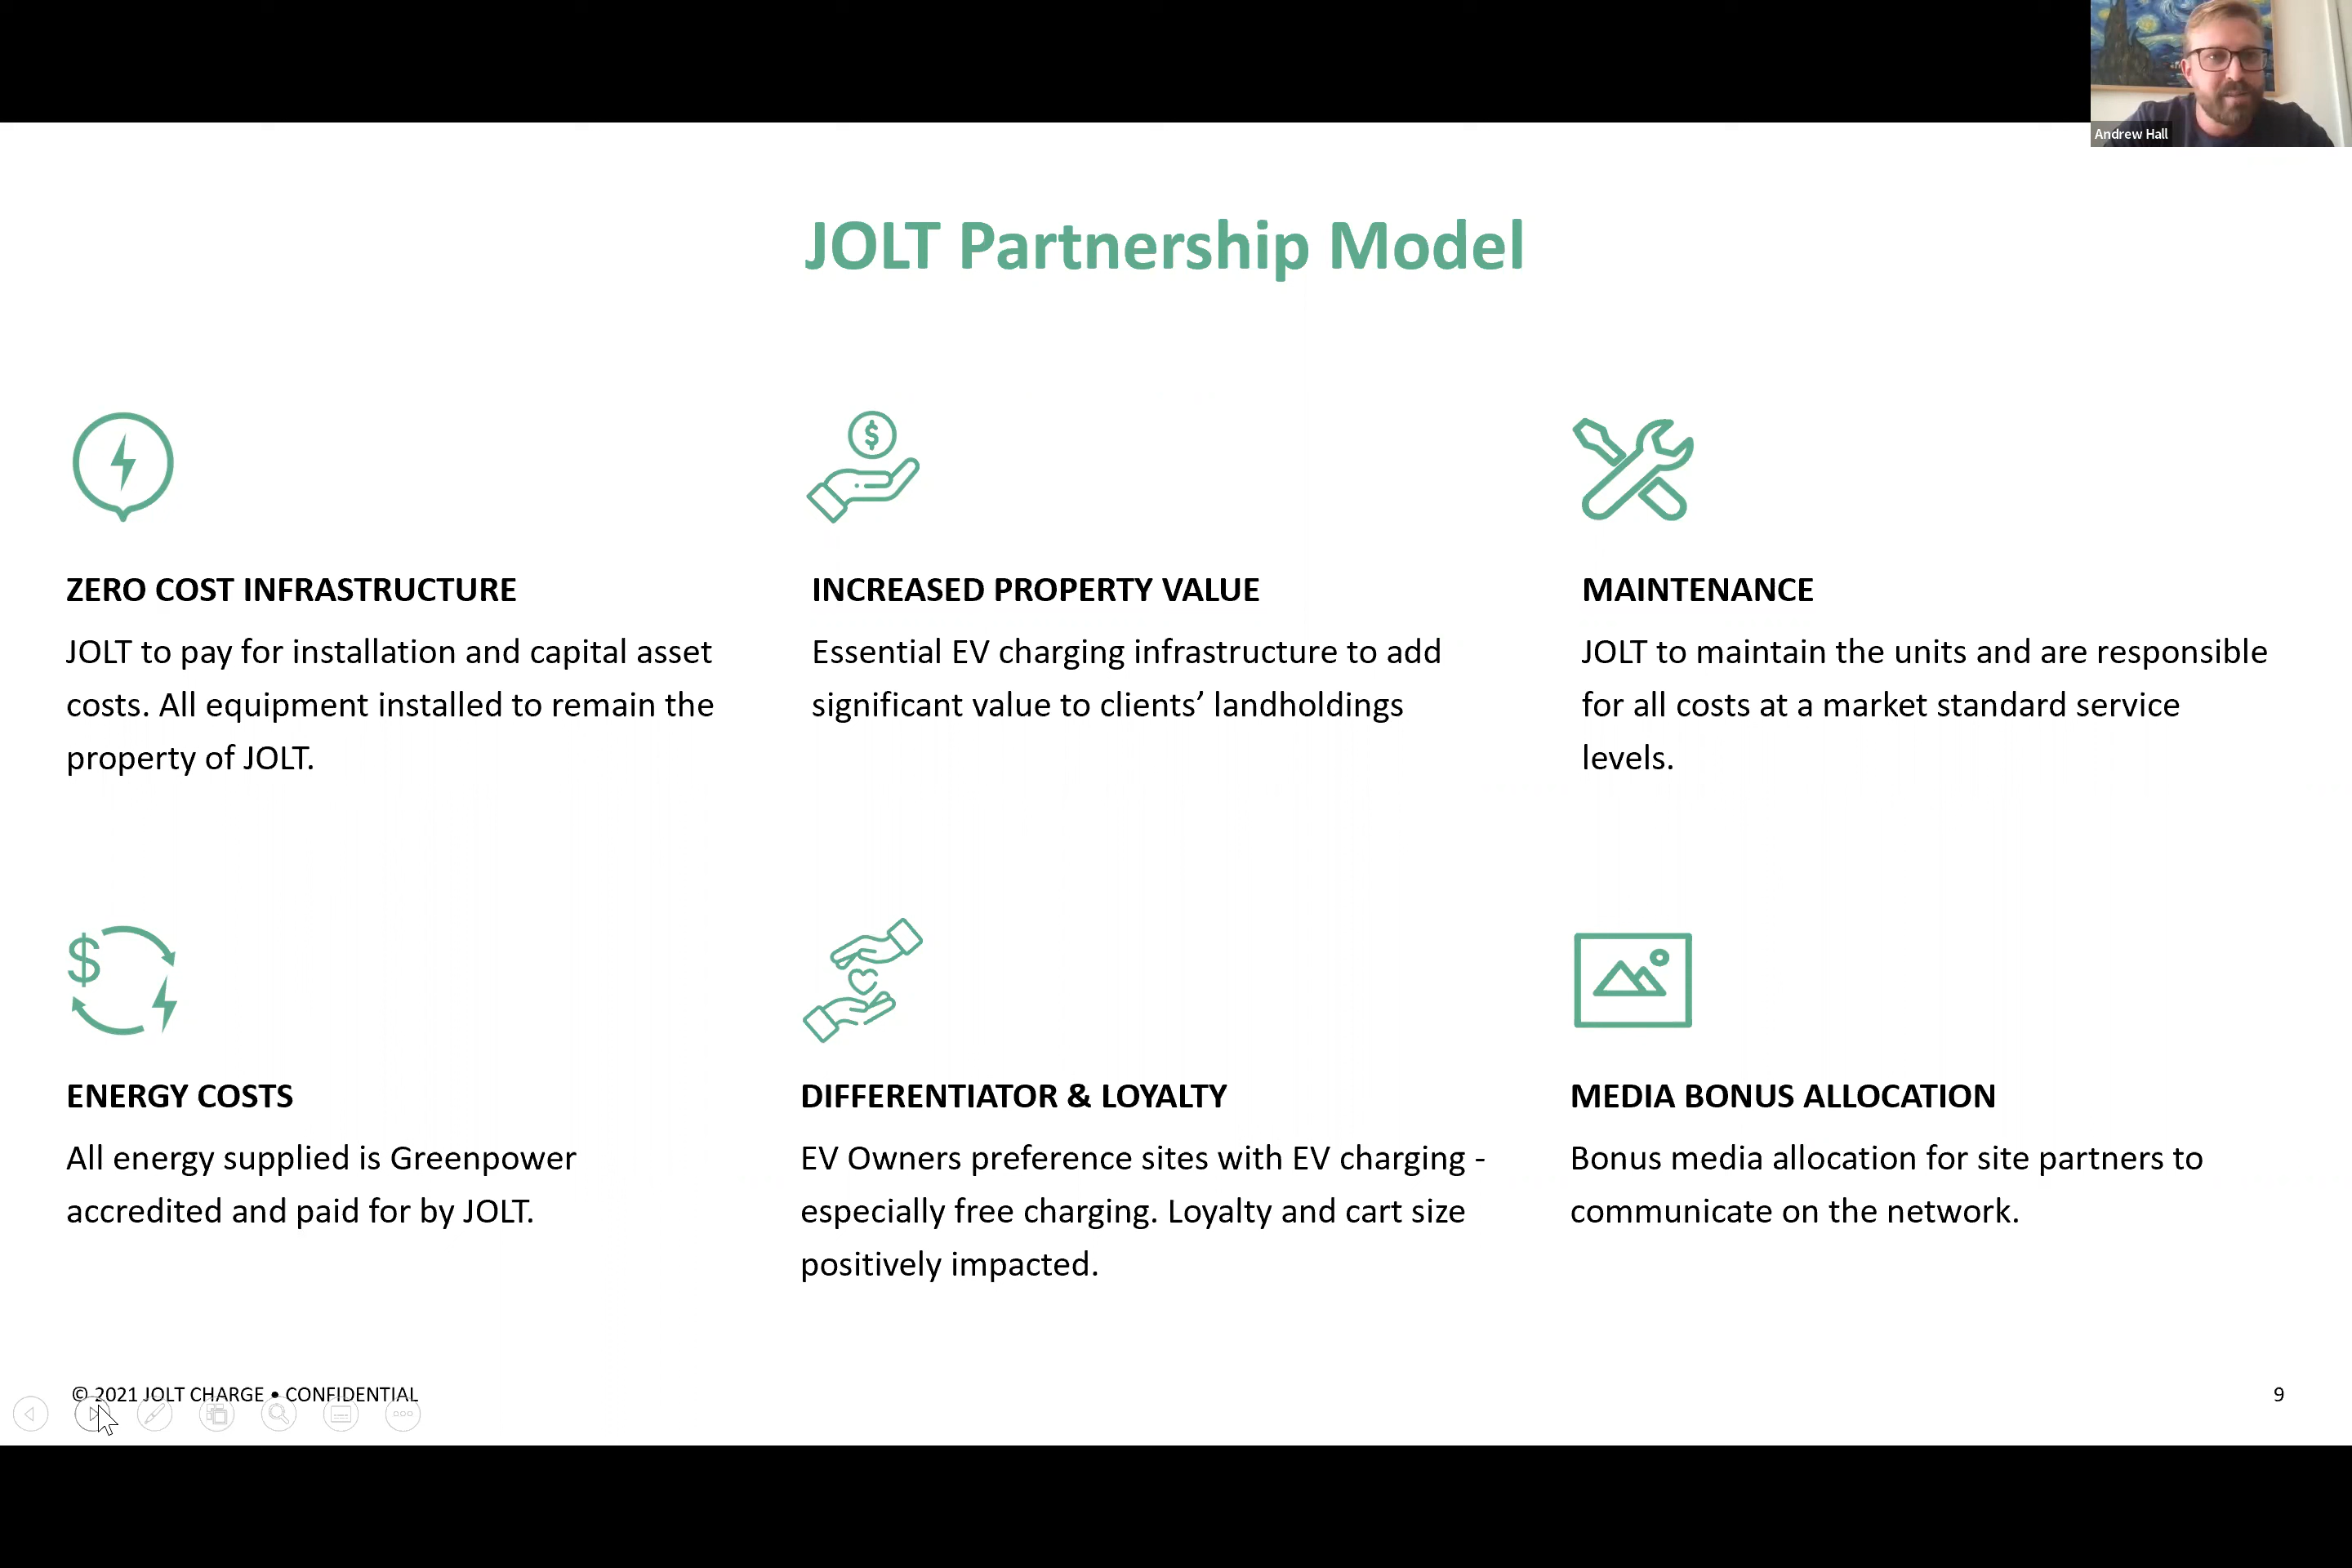 Andrew Hall
JOLT Partnership Model
ZERO COST INFRASTRUCTURE
JOLT to pay for installation and capital asset
costs. All equipment installed to remain the
property of JOLT.
INCREASED PROPERTY VALUE
Essential EV charging infrastructure to add
significant value to clients’ landholdings
MAINTENANCE
JOLT to maintain the units and are responsible
for all costs at a market standard service
levels.
ENERGY COSTS
All energy supplied is Greenpower
accredited and paid for by JOLT.
DIFFERENTIATOR & LOYALTY
EV Owners preference sites with EV charging -
especially free charging. Loyalty and cart size
positively impacted.
MEDIA BONUS ALLOCATION
Bonus media allocation for site partners to
communicate on the network.
© 2021 JOLT CHARGE • CONFIDENTIAL
9